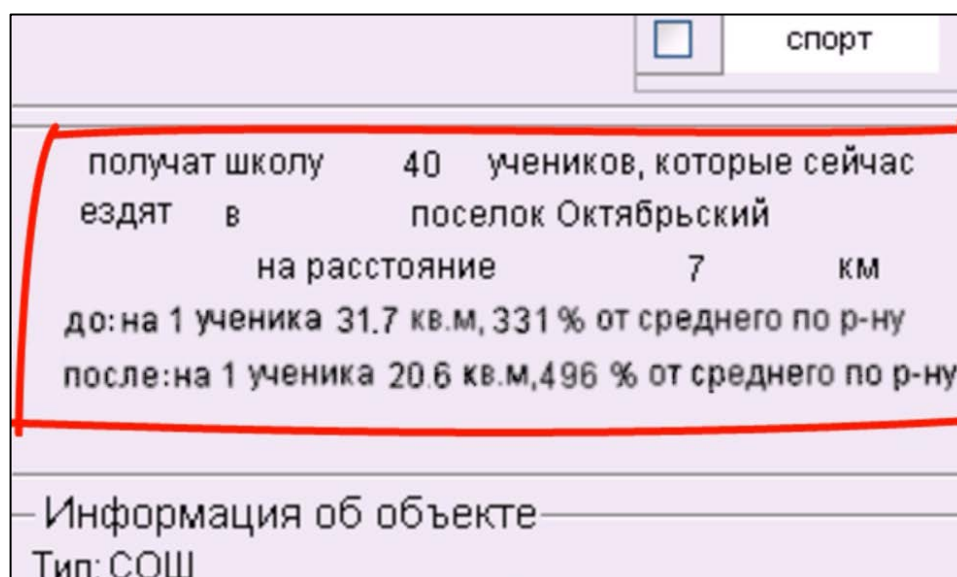 спорт
получат школу 40 учеников, которые сейчас
ездят в поселок Октябрьский
на расстояние 7 км
до: на 1 ученика 31.7 кв.м, 331 % от среднего по р-ну
после:на 1 ученика 20.6 кв.м,496 % от среднего по р-ну
Информация об объекте
Тип: СОШ